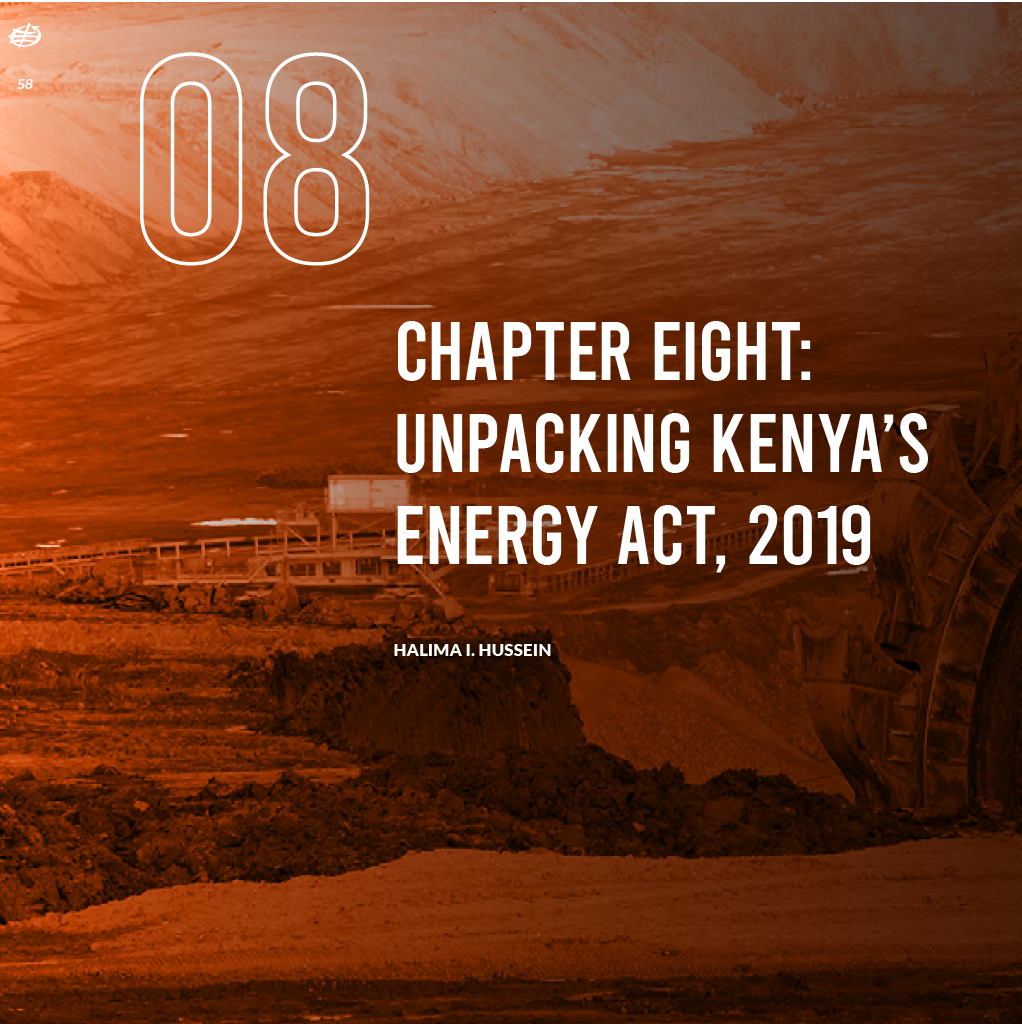 58
08
CHAPTER EIGHT:
UNPACKING KENYA’S
ENERGY ACT, 2019
HALIMA I. HUSSEIN